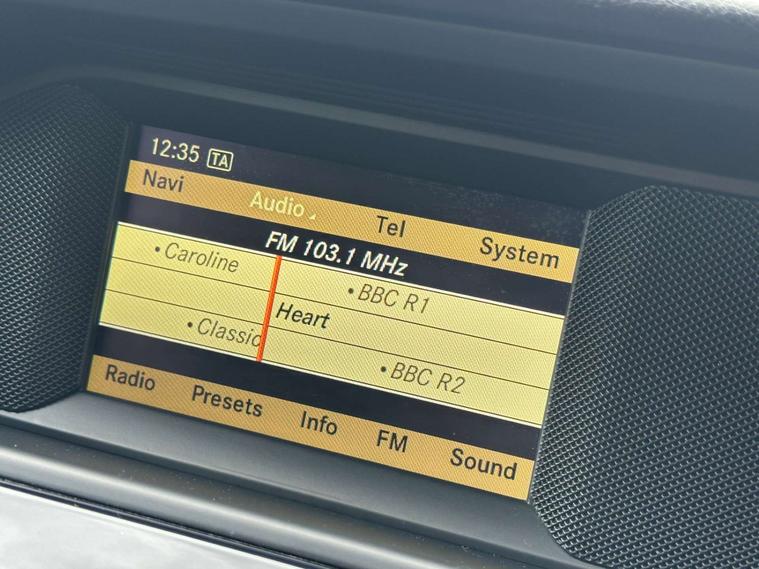 12:35 TA
Navi Audio Tel System
FM 103.1 MHz
•Caroline •BBC R1
Heart
•Classic •BBC R2
Radio Presets Info FM Sound